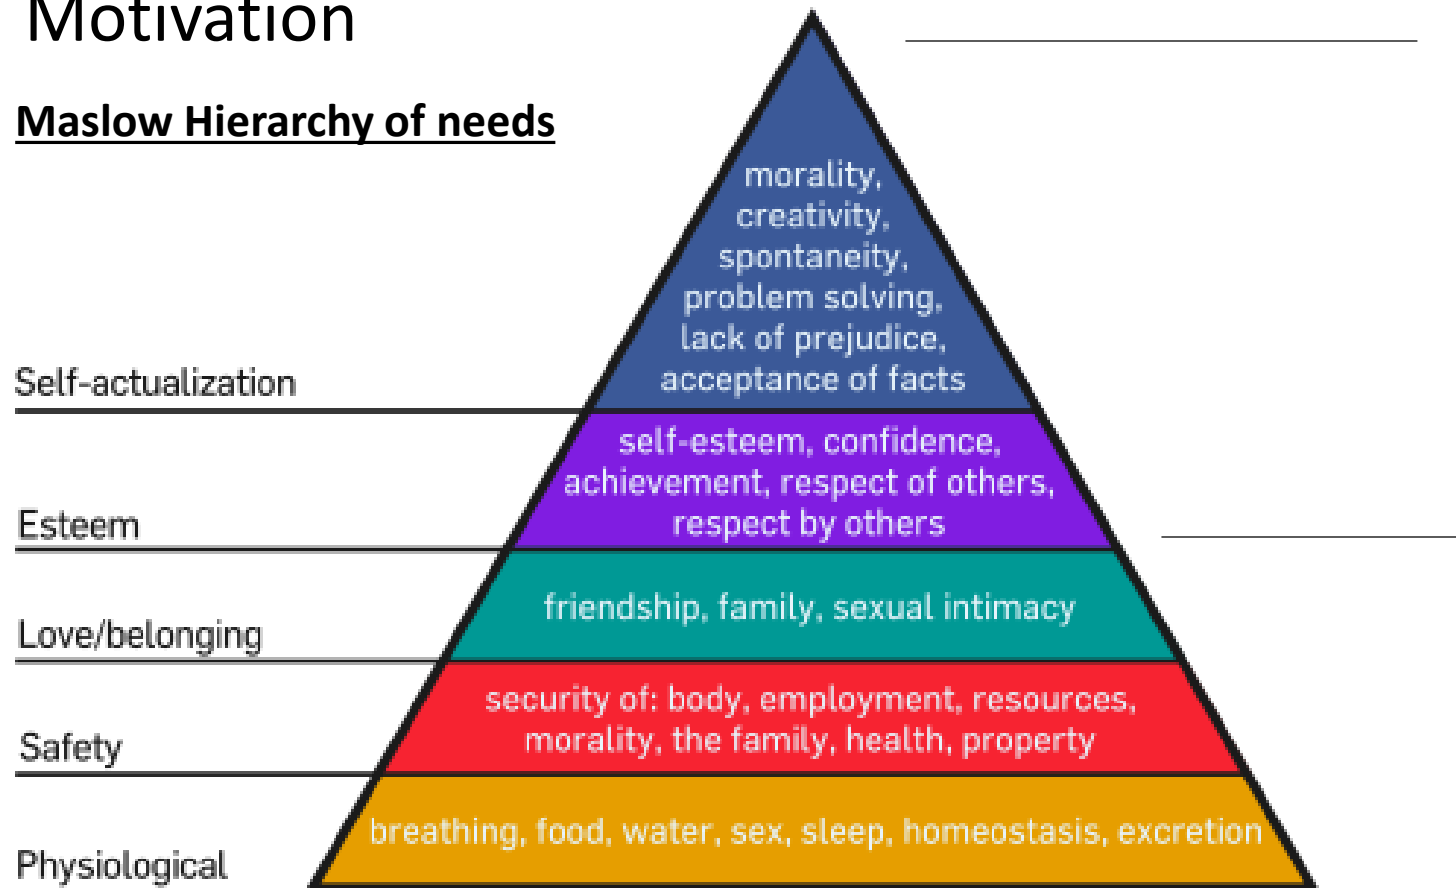 Motivation
Maslow Hierarchy of needs
morality,
creativity,
spontaneity,
problem solving,
lack of prejudice,
acceptance of facts
Self-actualization
self-esteem, confidence,
achievement, respect of others,
respect by others
Esteem
friendship, family, sexual intimacy
Love/belonging
security of: body, employment, resources,
morality, the family, health, property
Safety
breathing, food, water, sex, sleep, homeostasis, excretion
Physiological